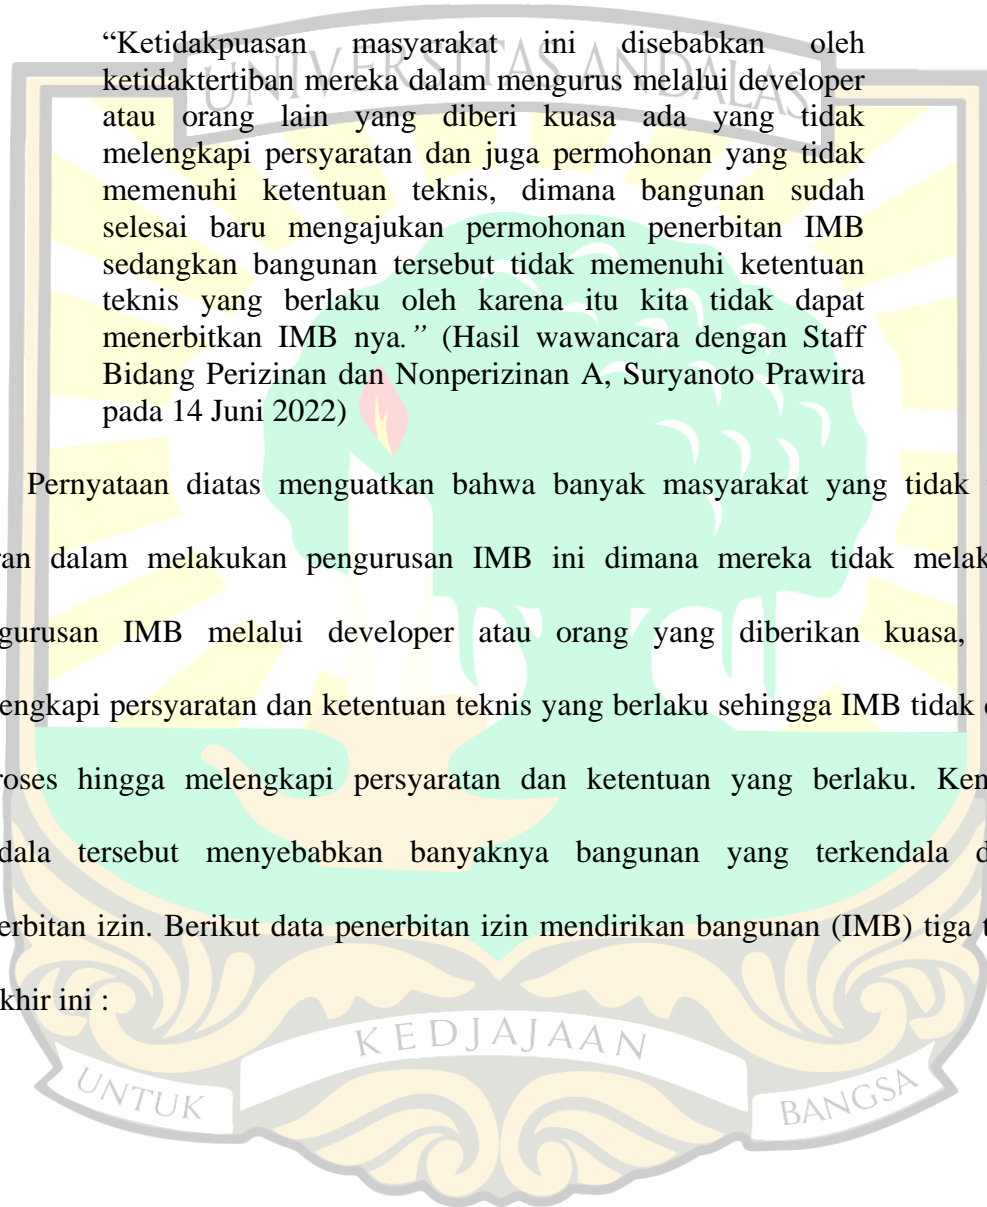 UNIVERSITAS ANDALAS
“Ketidakpuasan masyarakat ini disebabkan oleh
ketidaktertiban mereka dalam mengurus melalui developer
atau orang lain yang diberi kuasa ada yang tidak
melengkapi persyaratan dan juga permohonan yang tidak
memenuhi ketentuan teknis, dimana bangunan sudah
selesai baru mengajukan permohonan penerbitan IMB
sedangkan bangunan tersebut tidak memenuhi ketentuan
teknis yang berlaku oleh karena itu kita tidak dapat
menerbitkan IMB nya.” (Hasil wawancara dengan Staff
Bidang Perizinan dan Nonperizinan A, Suryanoto Prawira
pada 14 Juni 2022)
Pernyataan diatas menguatkan bahwa banyak masyarakat yang tidak
dalam melakukan pengurusan IMB ini dimana mereka tidak
IMB melalui developer atau orang yang diberikan kuasa,
persyaratan dan ketentuan teknis yang berlaku sehingga IMB tidak
hingga melengkapi persyaratan dan ketentuan yang berlaku.
tersebut menyebabkan banyaknya bangunan yang terkendala
izin. Berikut data penerbitan izin mendirikan bangunan (IMB) tiga
ini :
KEDJAJAAN
UNTUK
BANGSA